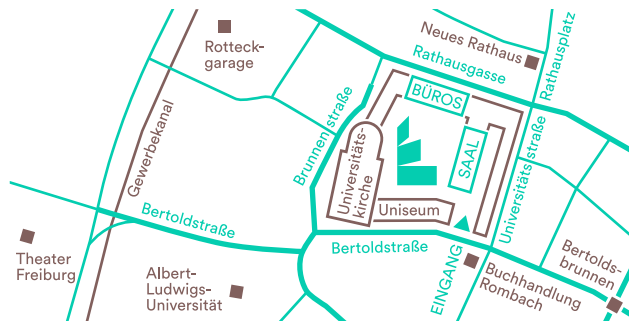 Rotteck-
garage
Neues Rathaus
Rathausgasse
Rathausplatz
BÜROS
SAAL
Brunnenstraße
Gewerbekanal
Universitäts-
kirche
Uniseum
Universitätsstraße
Bertoldstraße
Bertoldstraße
EINGANG
Theater
Freiburg
Albert-
Ludwigs-
Universität
Buchhandlung
Rombach
Bertolds-
brunnen